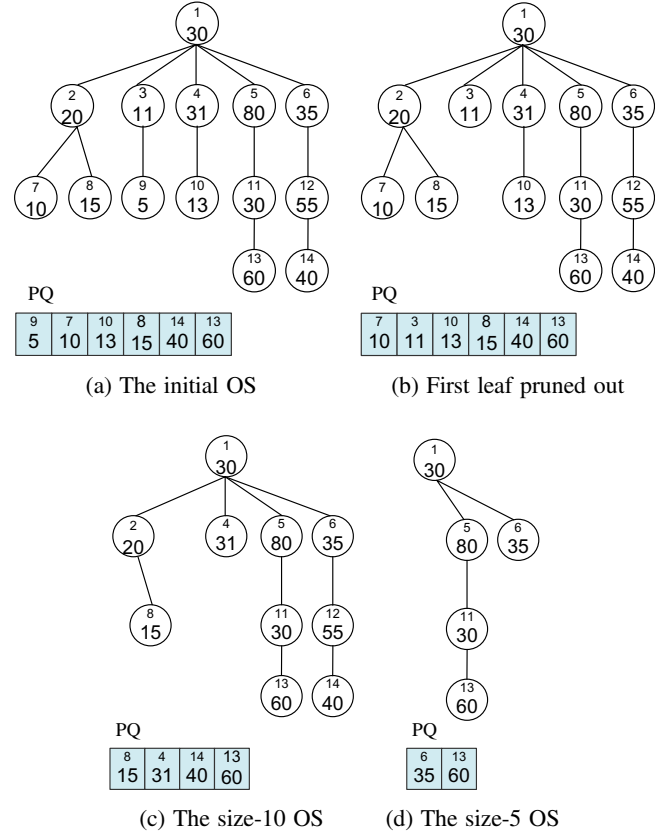 1 1
30 30
2 3 4 5 6 2 3 4 5 6
20 11 31 80 35 20 11 31 80 35
7 8 9 10 11 12 7 8 10 11 12
10 15 5 13 30 55 10 15 13 30 55
13 14 13 14
60 40 60 40
PQ PQ
9 7 10 8 14 13 7 3 10 8 14 13
5 10 13 15 40 60 10 11 13 15 40 60
(a) The initial OS (b) First leaf pruned out
1 1
30 30
2 4 5 6 5 6
20 31 80 35 80 35
8 11 12 11
15 30 55 30
13 14 13
60 40 60
PQ PQ
8 4 14 13 6 13
15 31 40 60 35 60
(c) The size-10 OS (d) The size-5 OS